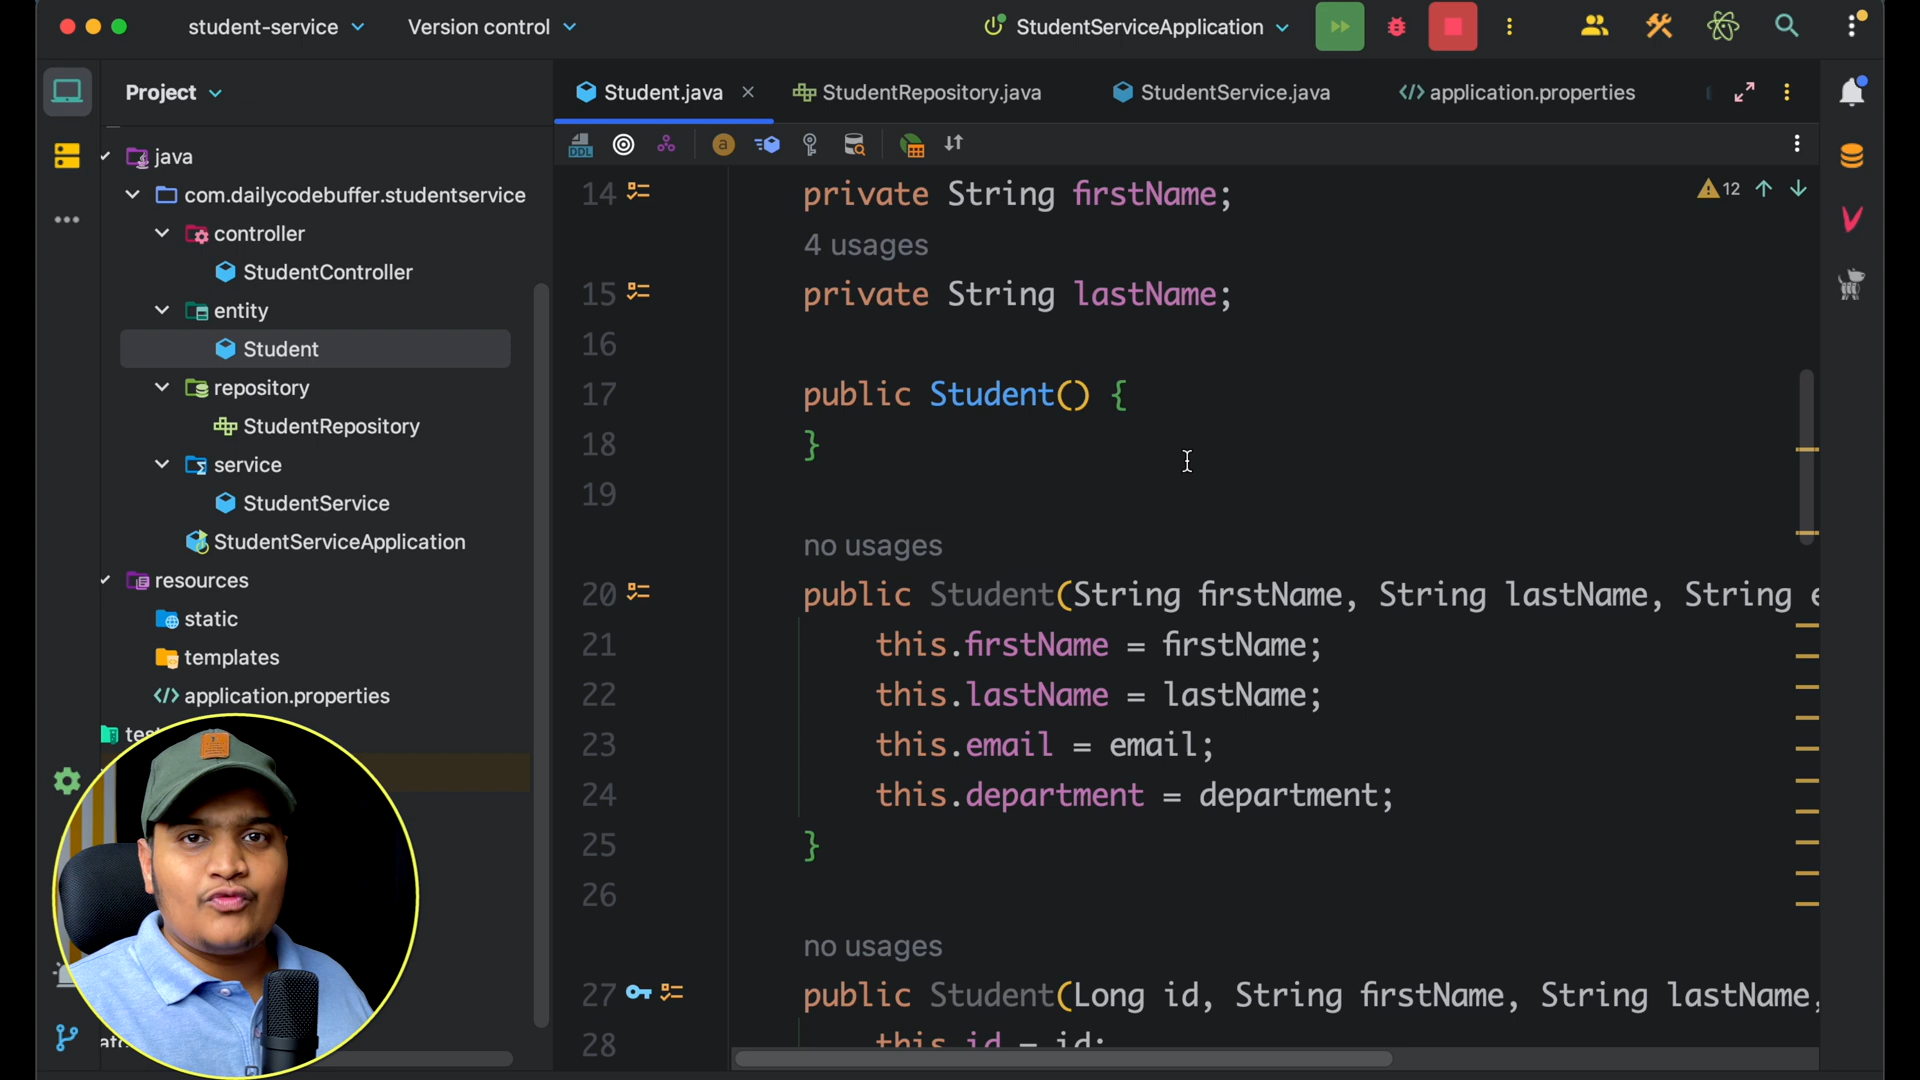 student-service
Version control
StudentServiceApplication
Project
Student.java
StudentRepository.java
StudentService.java
application.properties
java
com.dailycodebuffer.studentservice
controller
StudentController
entity
Student
repository
StudentRepository
service
StudentService
StudentServiceApplication
resources
static
templates
application.properties
DDL
a
12
14 private String firstName;
4 usages
15 private String lastName;
16
17 public Student() {
18 }
19
no usages
20 public Student(String firstName, String lastName, String e
21 this.firstName = firstName;
22 this.lastName = lastName;
23 this.email = email;
24 this.department = department;
25 }
26
no usages
27 public Student(Long id, String firstName, String lastName,
28 this.id = id;